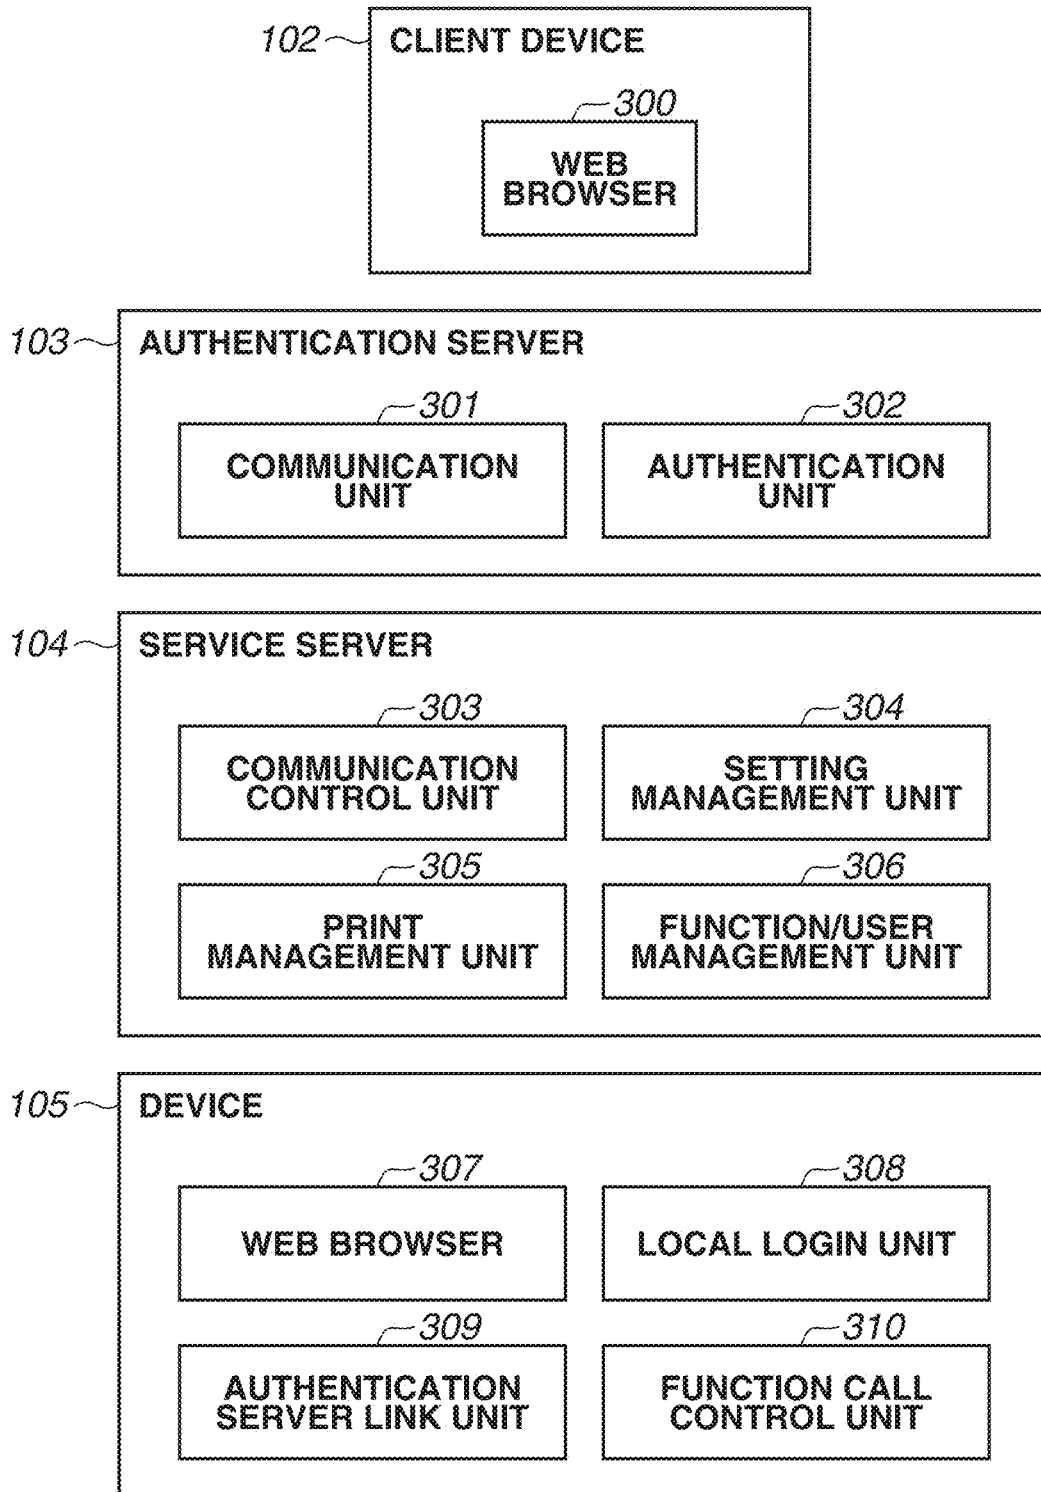 102
CLIENT DEVICE
300
WEB
BROWSER
103
AUTHENTICATION SERVER
301
302
COMMUNICATION
UNIT
AUTHENTICATION
UNIT
104
SERVICE SERVER
303
304
COMMUNICATION
CONTROL UNIT
SETTING
MANAGEMENT UNIT
305
306
PRINT
MANAGEMENT UNIT
FUNCTION/USER
MANAGEMENT UNIT
105
DEVICE
307
308
WEB BROWSER
LOCAL LOGIN UNIT
309
310
AUTHENTICATION
SERVER LINK UNIT
FUNCTION CALL
CONTROL UNIT